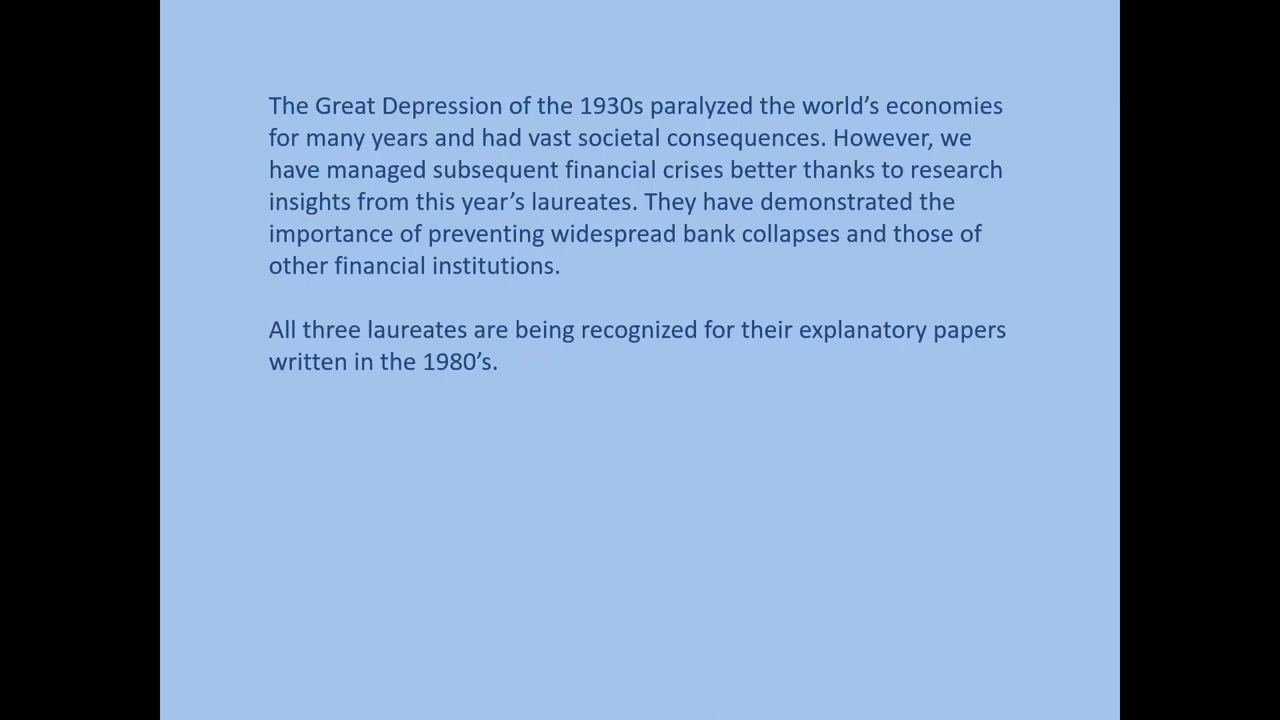 The Great Depression of the 1930s paralyzed the world’s economies
for many years and had vast societal consequences. However, we
have managed subsequent financial crises better thanks to research
insights from this year’s laureates. They have demonstrated the
importance of preventing widespread bank collapses and those of
other financial institutions.
All three laureates are being recognized for their explanatory papers
written in the 1980’s.